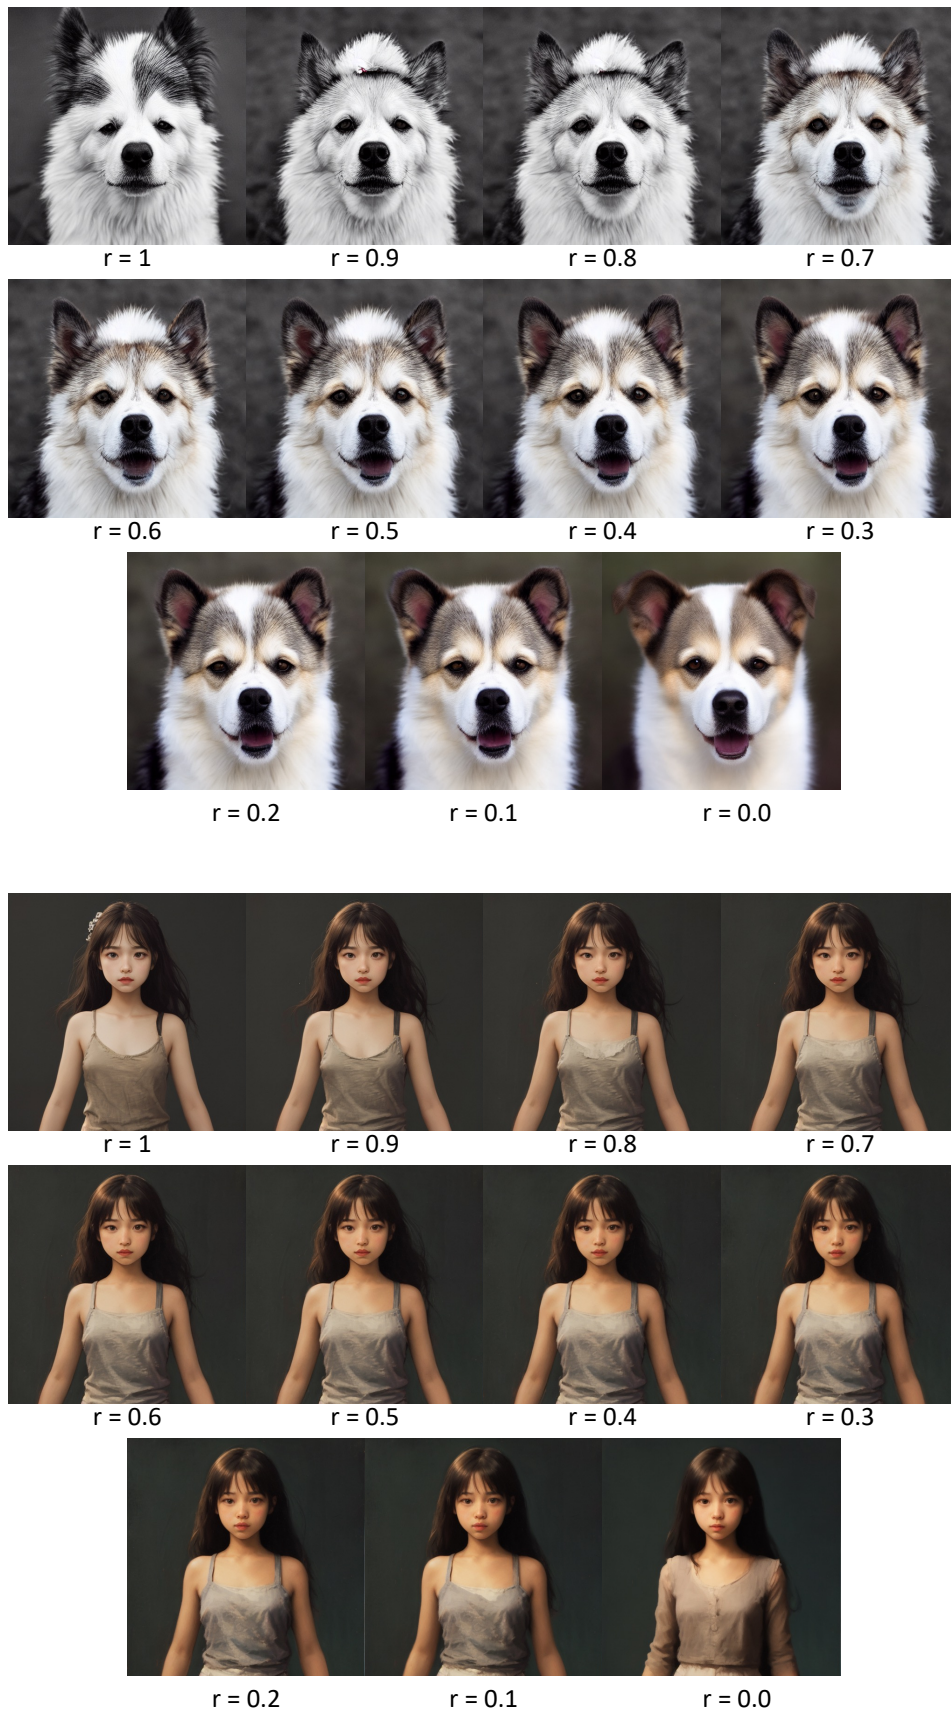 r = 1 r = 0.9 r = 0.8 r = 0.7
r = 0.6 r = 0.5 r = 0.4 r = 0.3
r = 0.2 r = 0.1 r = 0.0
r = 1 r = 0.9 r = 0.8 r = 0.7
r = 0.6 r = 0.5 r = 0.4 r = 0.3
r = 0.2 r = 0.1 r = 0.0